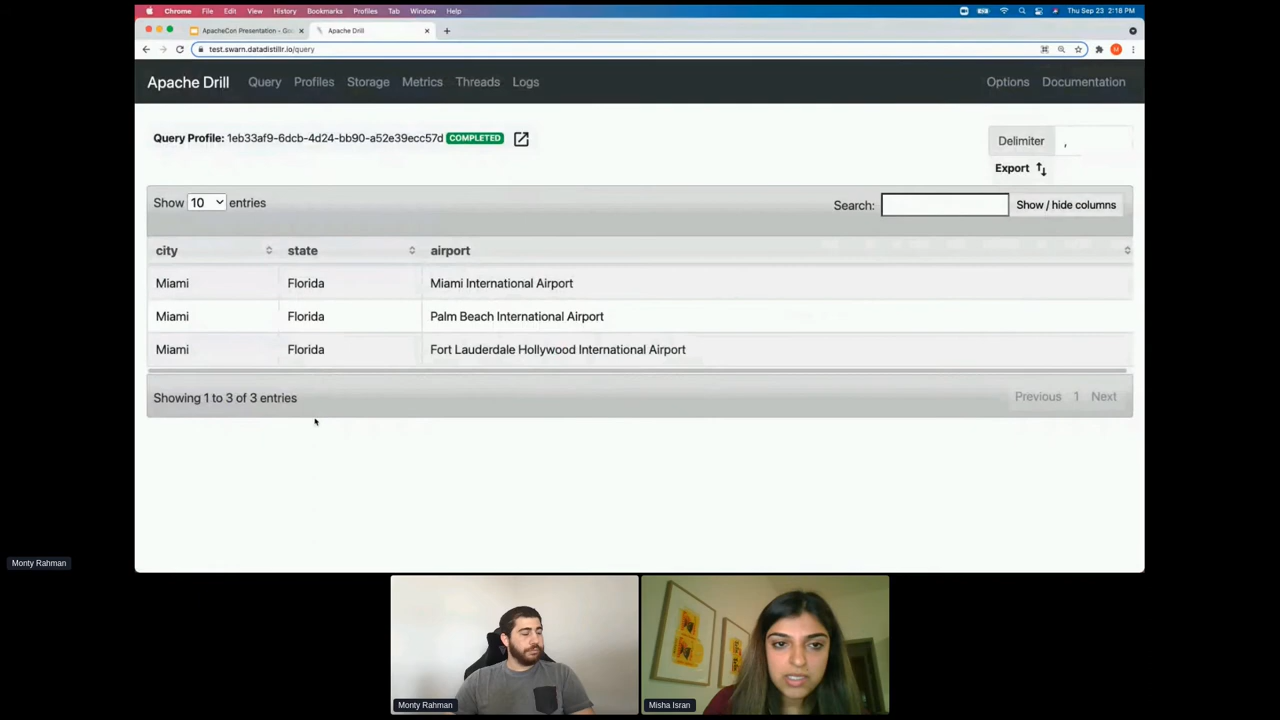 Chrome File Edit View History Bookmarks Profiles Tab Window Help Thu Sep 23 2:18 PM
ApacheCon Presentation - Go Apache Drill
test.swarn.datadistillr.io/query
Apache Drill Query Profiles Storage Metrics Threads Logs Options Documentation
Query Profile: 1eb33af9-6dcb-4d24-bb90-a52e39ecc57d COMPLETED
Delimiter ,
Export
Show 10 entries Search: Show / hide columns
city state airport
Miami Florida Miami International Airport
Miami Florida Palm Beach International Airport
Miami Florida Fort Lauderdale Hollywood International Airport
Showing 1 to 3 of 3 entries Previous 1 Next
Monty Rahman
Monty Rahman Misha Isran